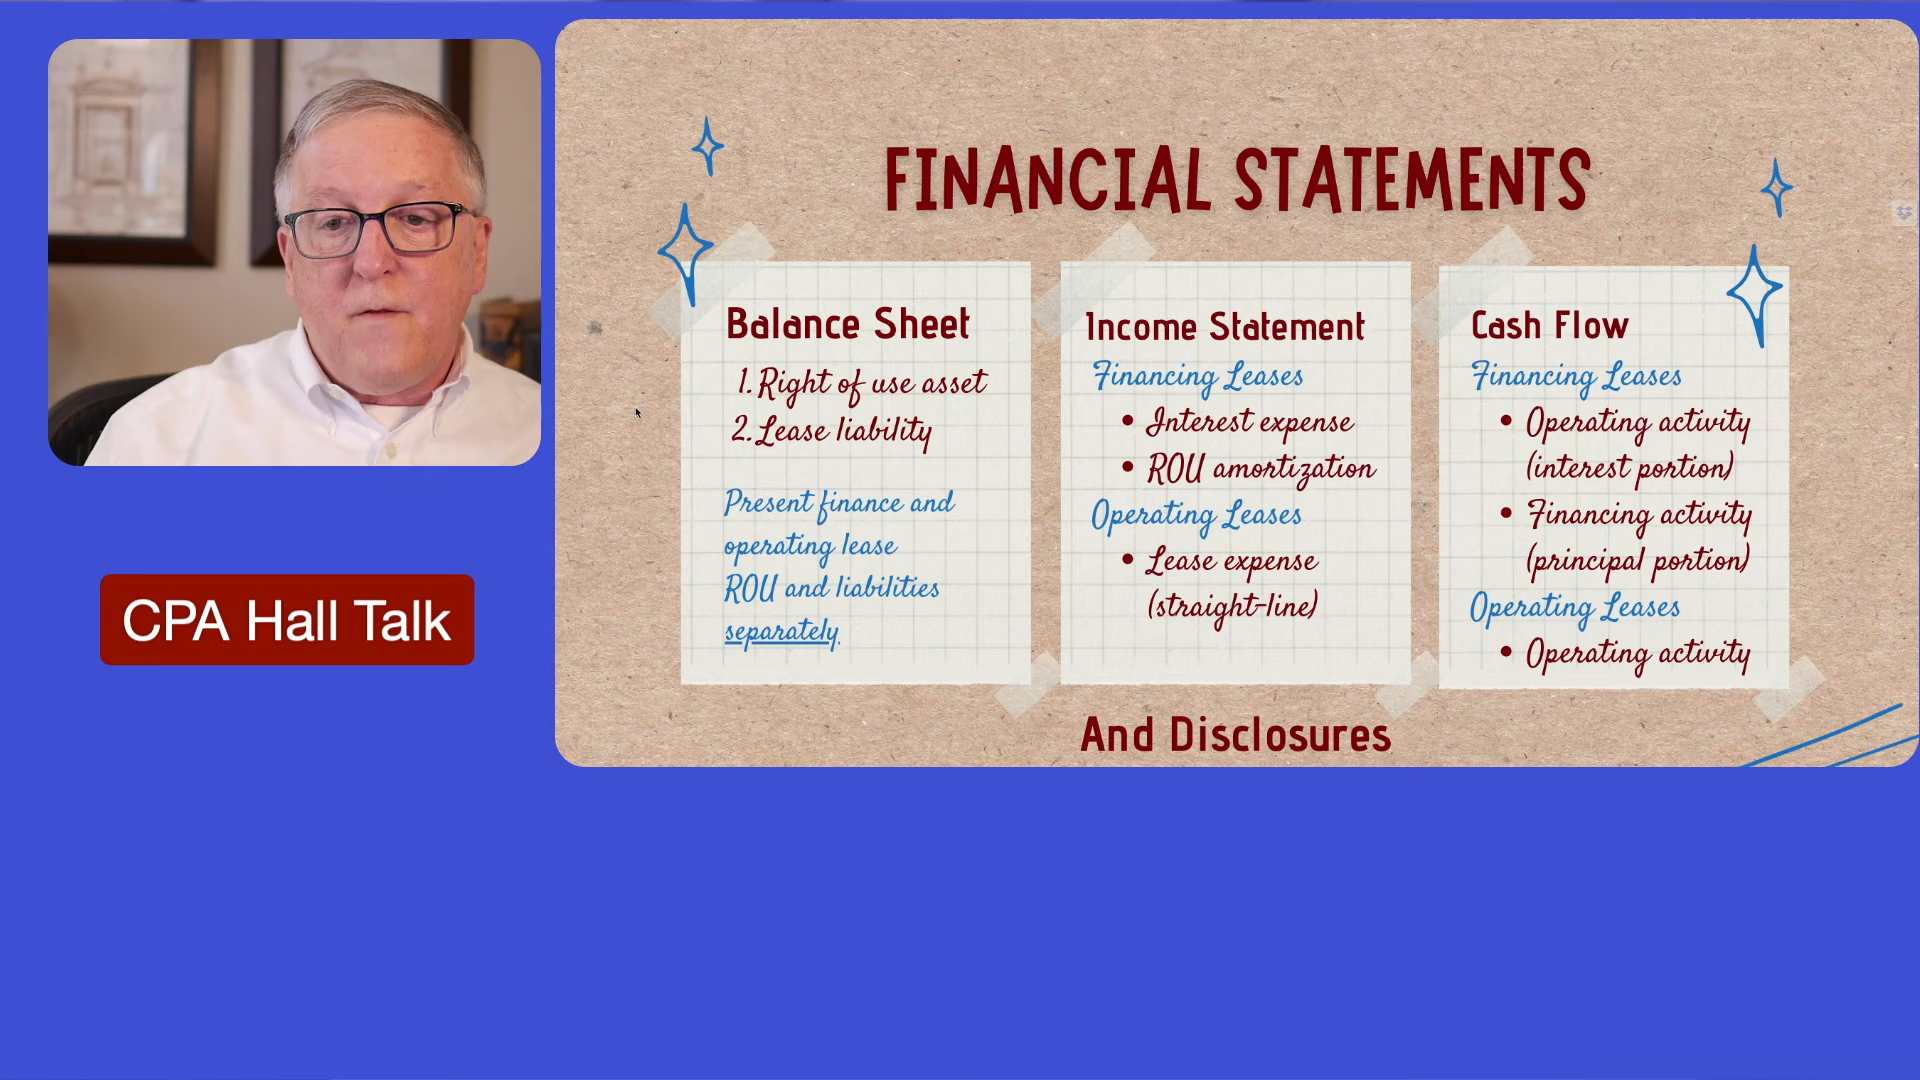 FINANCIAL STATEMENTS
Balance Sheet
1. Right of use asset
2. Lease liability
Present finance and
operating lease
ROU and liabilities
separately.
Income Statement
Financing Leases
• Interest expense
• ROU amortization
Operating Leases
• Lease expense
(straight-line)
Cash Flow
Financing Leases
• Operating activity
(interest portion)
• Financing activity
(principal portion)
Operating Leases
• Operating activity
And Disclosures
CPA Hall Talk